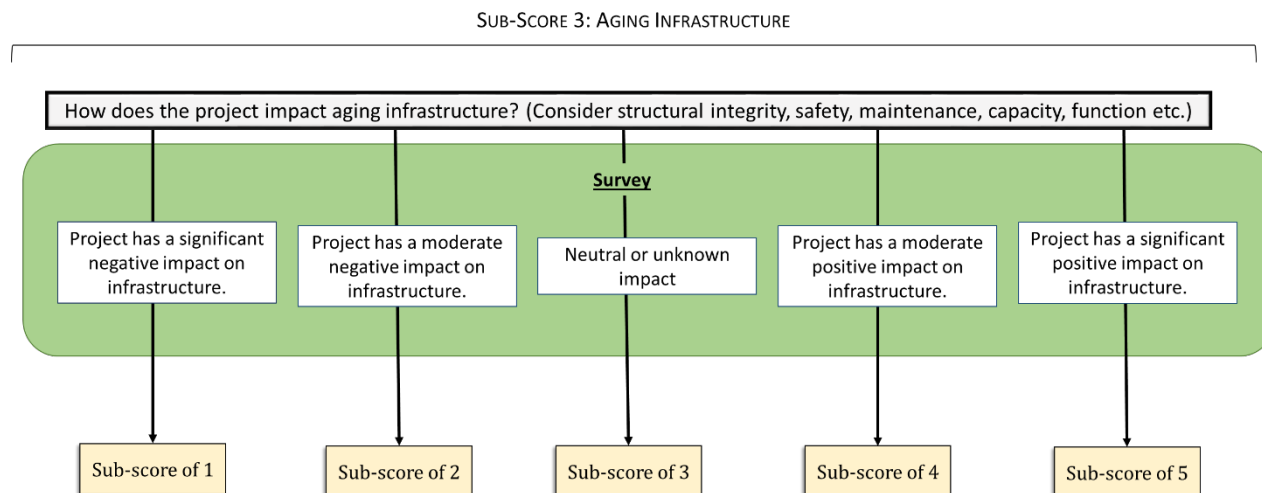 SUB-SCORE 3: AGING INFRASTRUCTURE
How does the project impact aging infrastructure? (Consider structural integrity, safety, maintenance, capacity, function etc.)
Survey
Project has a significant
negative impact on
infrastructure.
Project has a moderate
negative impact on
infrastructure.
Neutral or unknown
impact
Project has a moderate
positive impact on
infrastructure.
Project has a significant
positive impact on
infrastructure.
Sub-score of 1
Sub-score of 2
Sub-score of 3
Sub-score of 4
Sub-score of 5